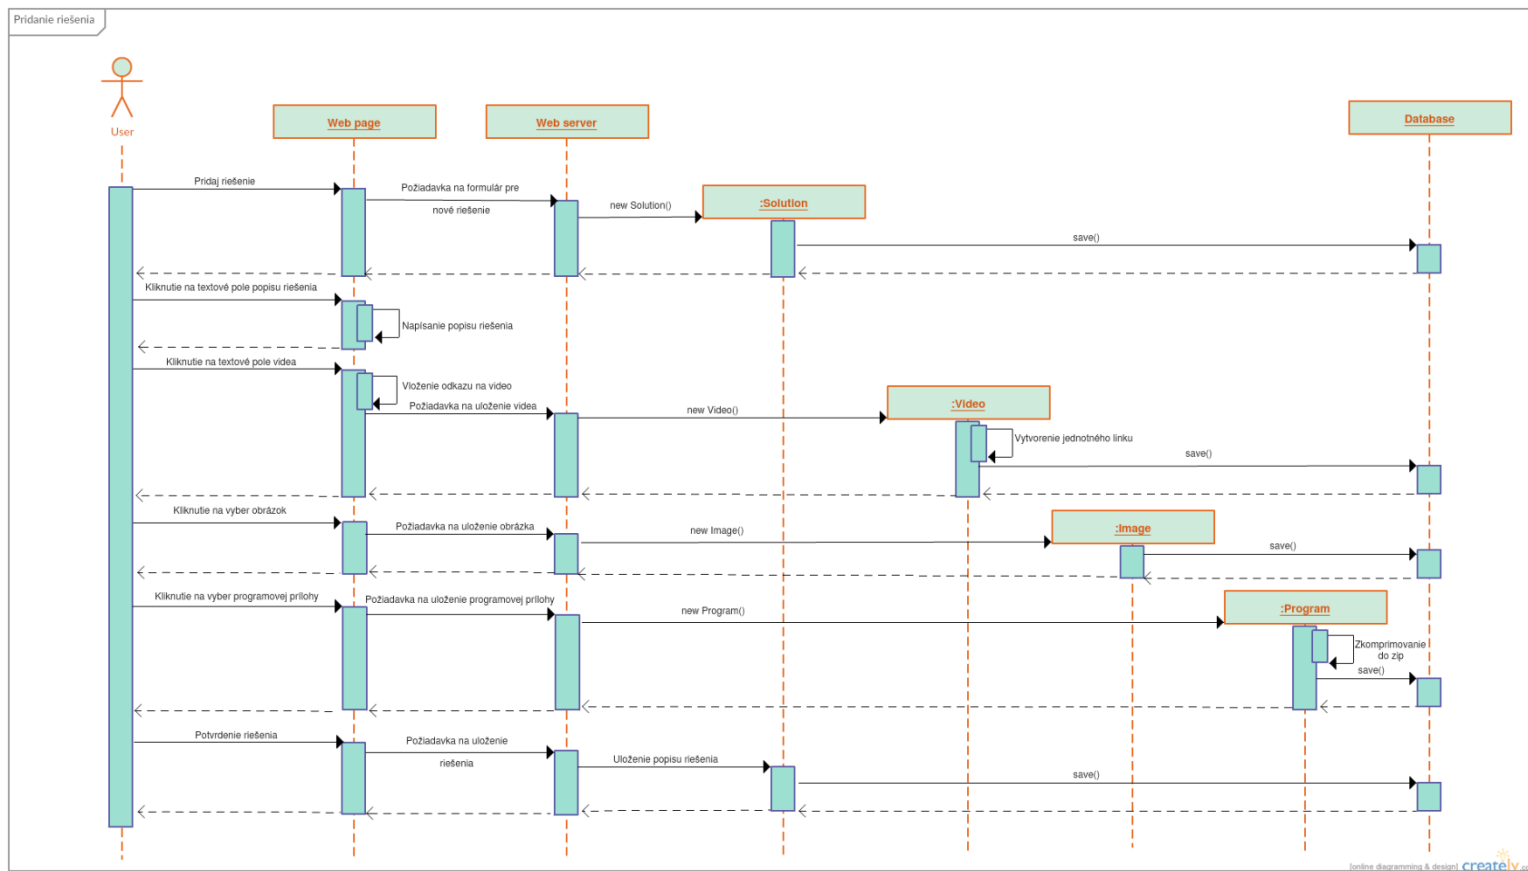 Pridanie riešenia
User
Web page
Web server
Database
Pridaj riešenie
Požiadavka na formulár pre
nové riešenie
new Solution()
:Solution
save()
Kliknutie na textové pole popisu riešenia
Napísanie popisu riešenia
Kliknutie na textové pole videa
Vloženie odkazu na video
Požiadavka na uloženie videa
new Video()
:Video
Vytvorenie jednotného linku
save()
Kliknutie na vyber obrázok
Požiadavka na uloženie obrázka
new Image()
:Image
save()
Kliknutie na vyber programovej prílohy
Požiadavka na uloženie programovej prílohy
new Program()
:Program
Zkomprimovanie
do zip
save()
Potvrdenie riešenia
Požiadavka na uloženie
riešenia
Uloženie popisu riešenia
save()
[online diagramming & design] creately.co